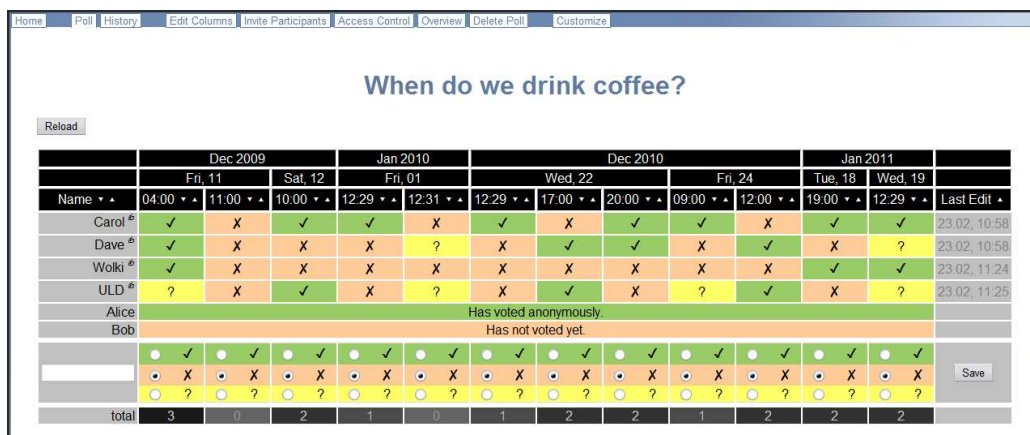 Home Poll History Edit Columns Invite Participants Access Control Overview Delete Poll Customize
When do we drink coffee?
Reload
Dec 2009 Jan 2010 Dec 2010 Jan 2011
Fri, 11 Sat, 12 Fri, 01 Wed, 22 Fri, 24 Tue, 18 Wed, 19
Name ▼ ▲ 04:00 ▼ ▲ 11:00 ▼ ▲ 10:00 ▼ ▲ 12:29 ▼ ▲ 12:31 ▼ ▲ 12:29 ▼ ▲ 17:00 ▼ ▲ 20:00 ▼ ▲ 09:00 ▼ ▲ 12:00 ▼ ▲ 19:00 ▼ ▲ 12:29 ▼ ▲ Last Edit ▲
Carol ✓ ✗ ✓ ✓ ✗ ✓ ✗ ✓ ✓ ✗ ✓ ✓ 23.02, 10:58
Dave ✓ ✗ ✗ ✗ ? ✗ ✓ ✓ ✗ ✓ ✗ ? 23.02, 10:58
Wolki ✓ ✗ ✗ ✗ ✗ ✗ ✗ ✗ ✗ ✗ ✓ ✓ 23.02, 11:24
ULD ? ✗ ✓ ✗ ? ✗ ✓ ✗ ? ✓ ✗ ? 23.02, 11:25
Alice Has voted anonymously.
Bob Has not voted yet.
✓ ✓ ✓ ✓ ✓ ✓ ✓ ✓ ✓ ✓ ✓ ✓
✗ ✗ ✗ ✗ ✗ ✗ ✗ ✗ ✗ ✗ ✗ ✗ Save
? ? ? ? ? ? ? ? ? ? ? ?
total 3 0 2 1 0 1 2 2 1 2 2 2